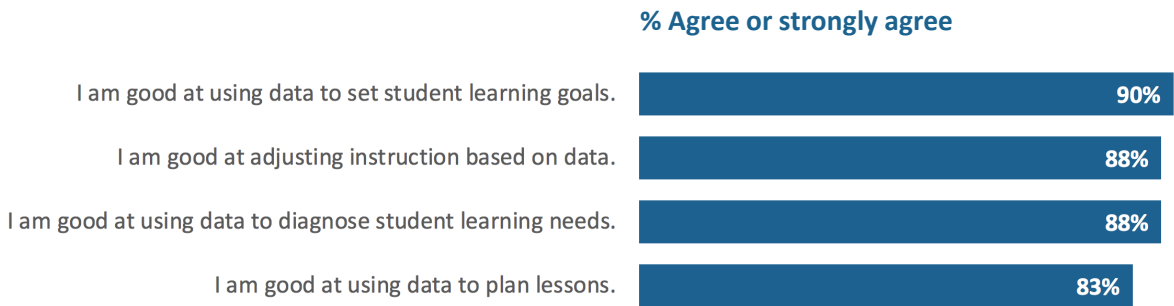 % Agree or strongly agree
I am good at using data to set student learning goals. 90%
I am good at adjusting instruction based on data. 88%
I am good at using data to diagnose student learning needs. 88%
I am good at using data to plan lessons. 83%